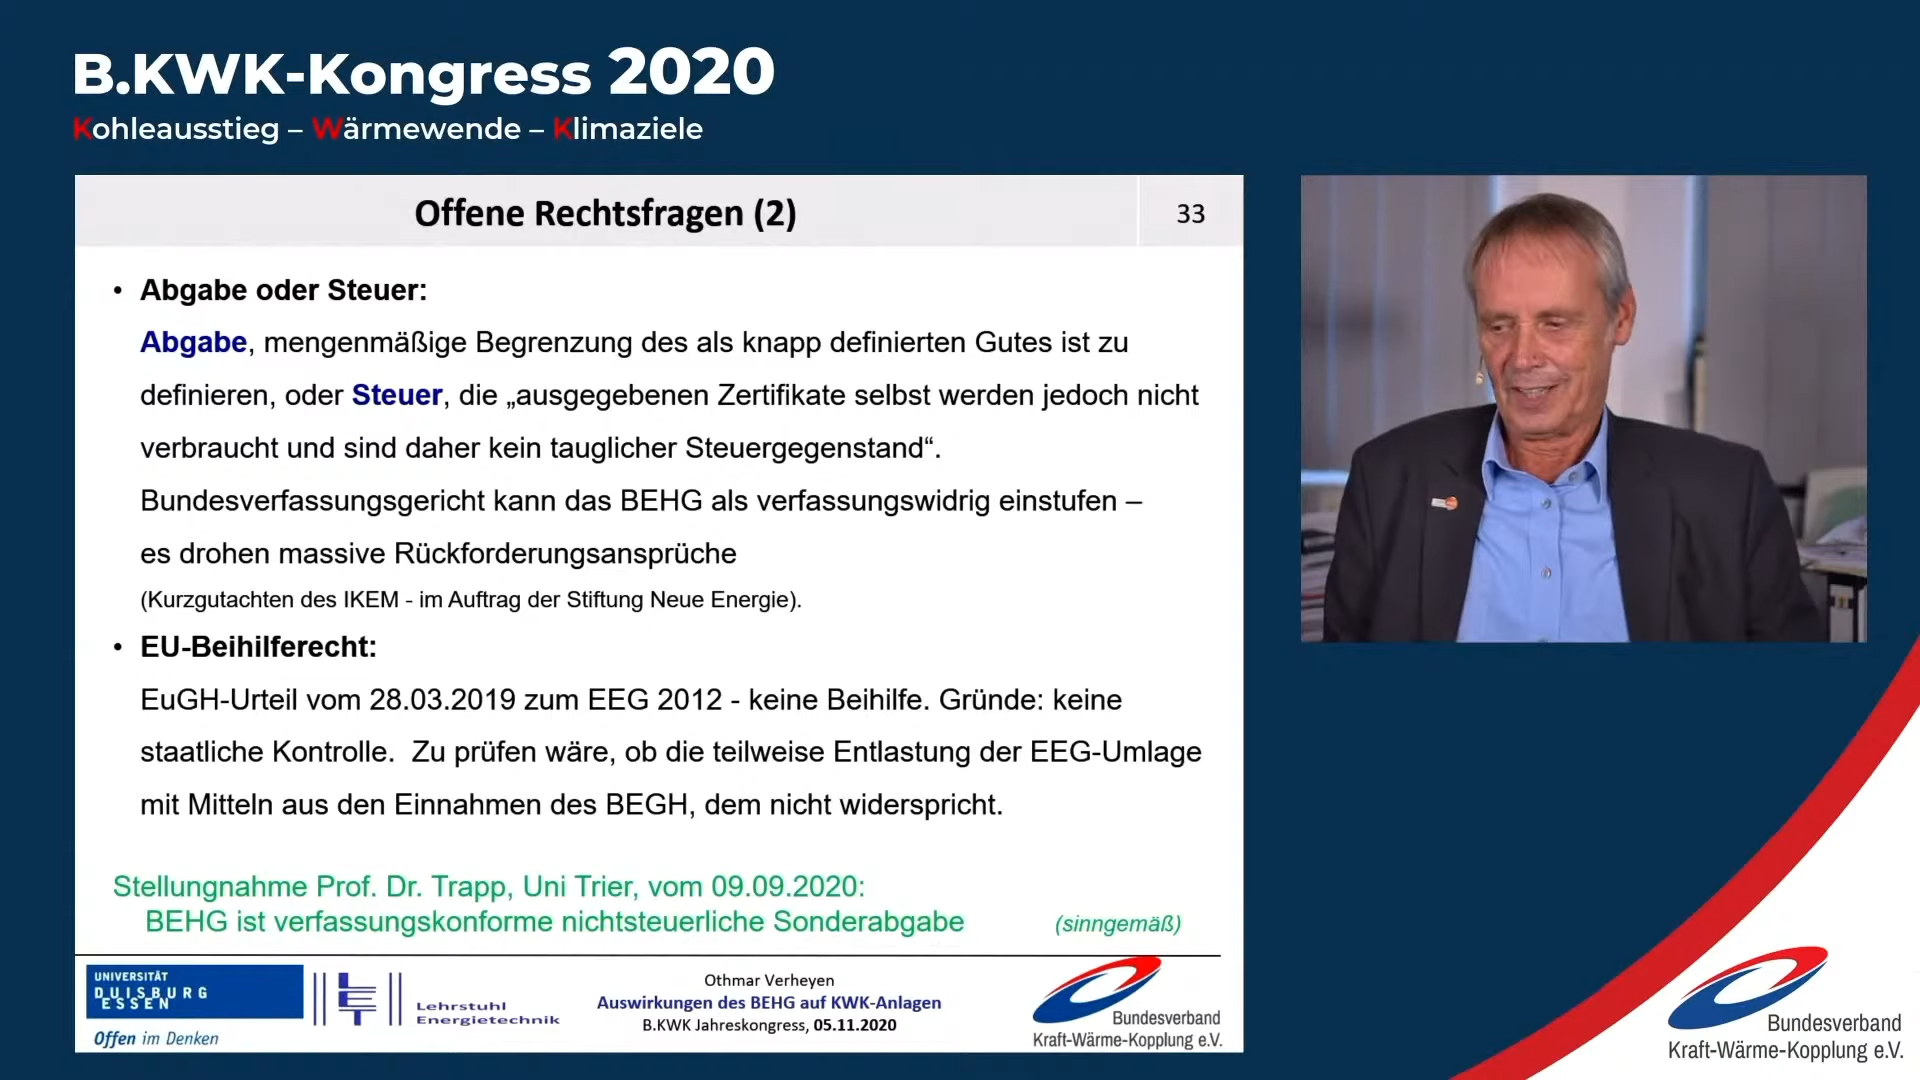 B.KWK-Kongress 2020
Kohleausstieg – Wärmewende – Klimaziele
Offene Rechtsfragen (2)
33
• Abgabe oder Steuer:
Abgabe, mengenmäßige Begrenzung des als knapp definierten Gutes ist zu
definieren, oder Steuer, die „ausgegebenen Zertifikate selbst werden jedoch nicht
verbraucht und sind daher kein tauglicher Steuergegenstand“.
Bundesverfassungsgericht kann das BEHG als verfassungswidrig einstufen –
es drohen massive Rückforderungsansprüche
(Kurzgutachten des IKEM - im Auftrag der Stiftung Neue Energie).
• EU-Beihilferecht:
EuGH-Urteil vom 28.03.2019 zum EEG 2012 - keine Beihilfe. Gründe: keine
staatliche Kontrolle. Zu prüfen wäre, ob die teilweise Entlastung der EEG-Umlage
mit Mitteln aus den Einnahmen des BEGH, dem nicht widerspricht.
Stellungnahme Prof. Dr. Trapp, Uni Trier, vom 09.09.2020:
BEHG ist verfassungskonforme nichtsteuerliche Sonderabgabe (sinngemäß)
UNIVERSITÄT
DUISBURG
ESSEN
Offen im Denken
LET
Lehrstuhl
Energietechnik
Othmar Verheyen
Auswirkungen des BEHG auf KWK-Anlagen
B.KWK Jahreskongress, 05.11.2020
Bundesverband
Kraft-Wärme-Kopplung e.V.
Bundesverband
Kraft-Wärme-Kopplung e.V.